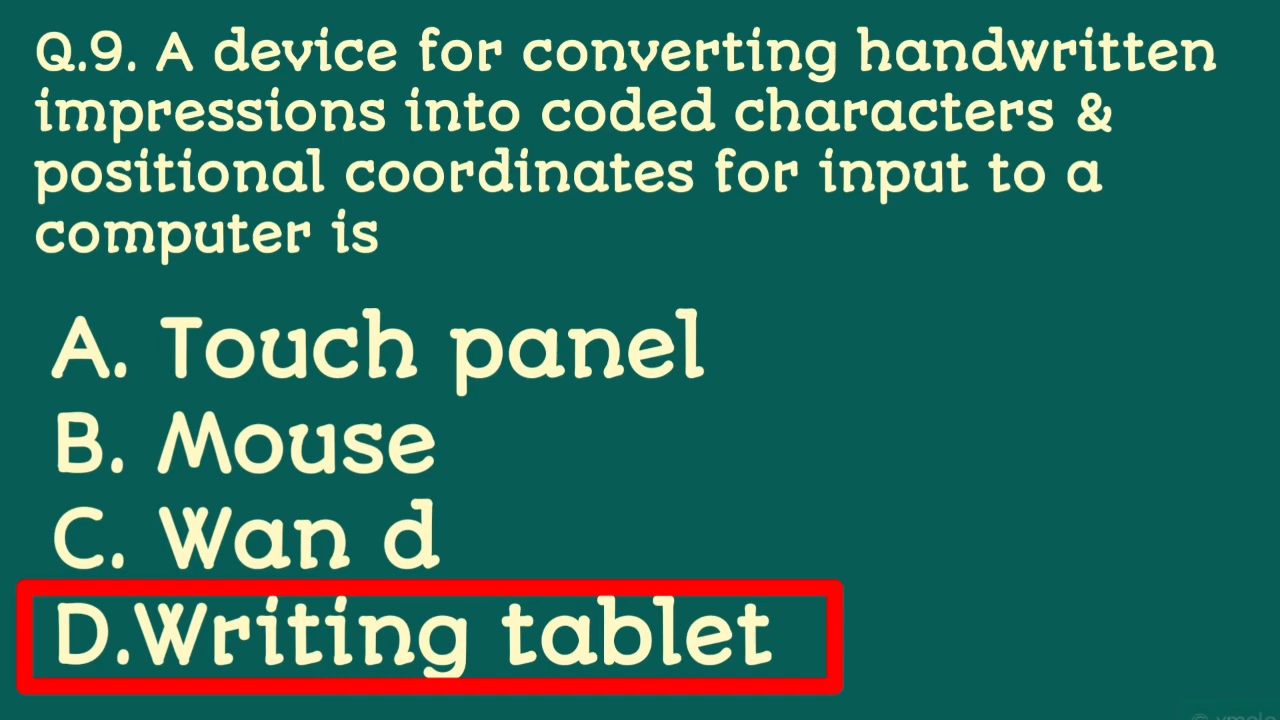 Q.9. A device for converting handwritten
impressions into coded characters &
positional coordinates for input to a
computer is
A. Touch panel
B. Mouse
C. Wan d
D.Writing tablet